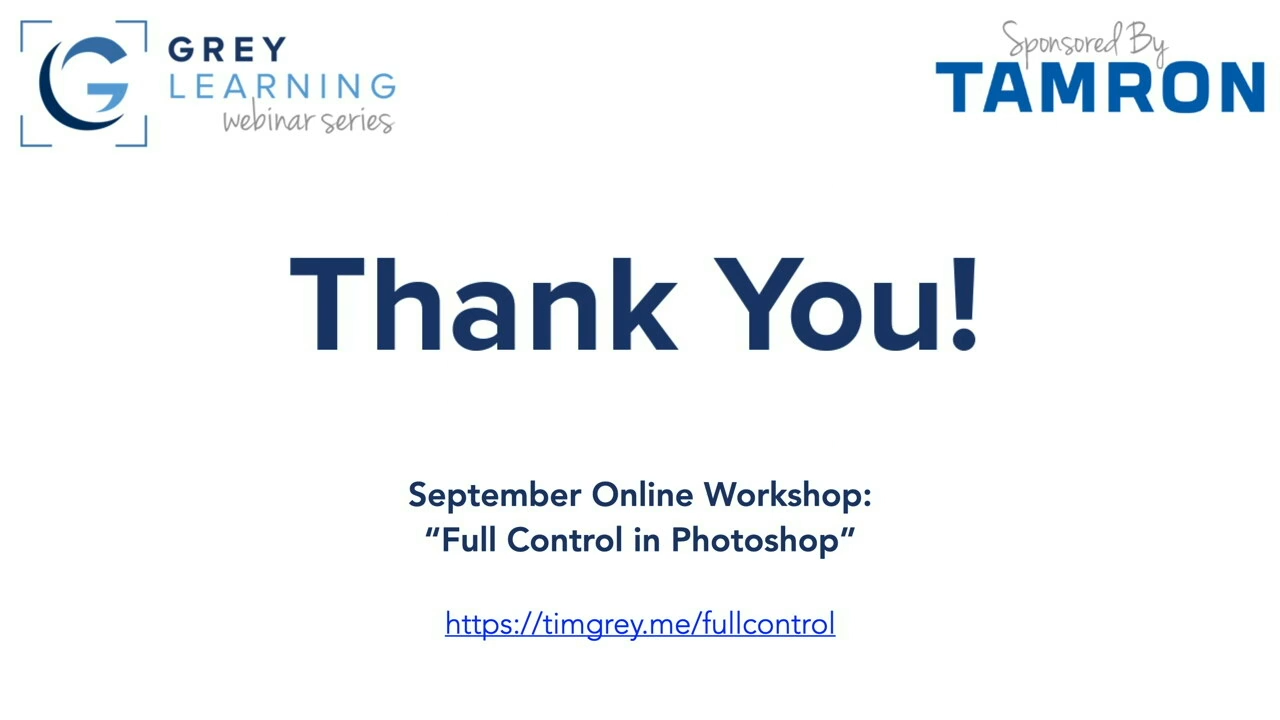 GREY
LEARNING
webinar series
Sponsored By
TAMRON
Thank You!
September Online Workshop:
“Full Control in Photoshop”
https://timgrey.me/fullcontrol